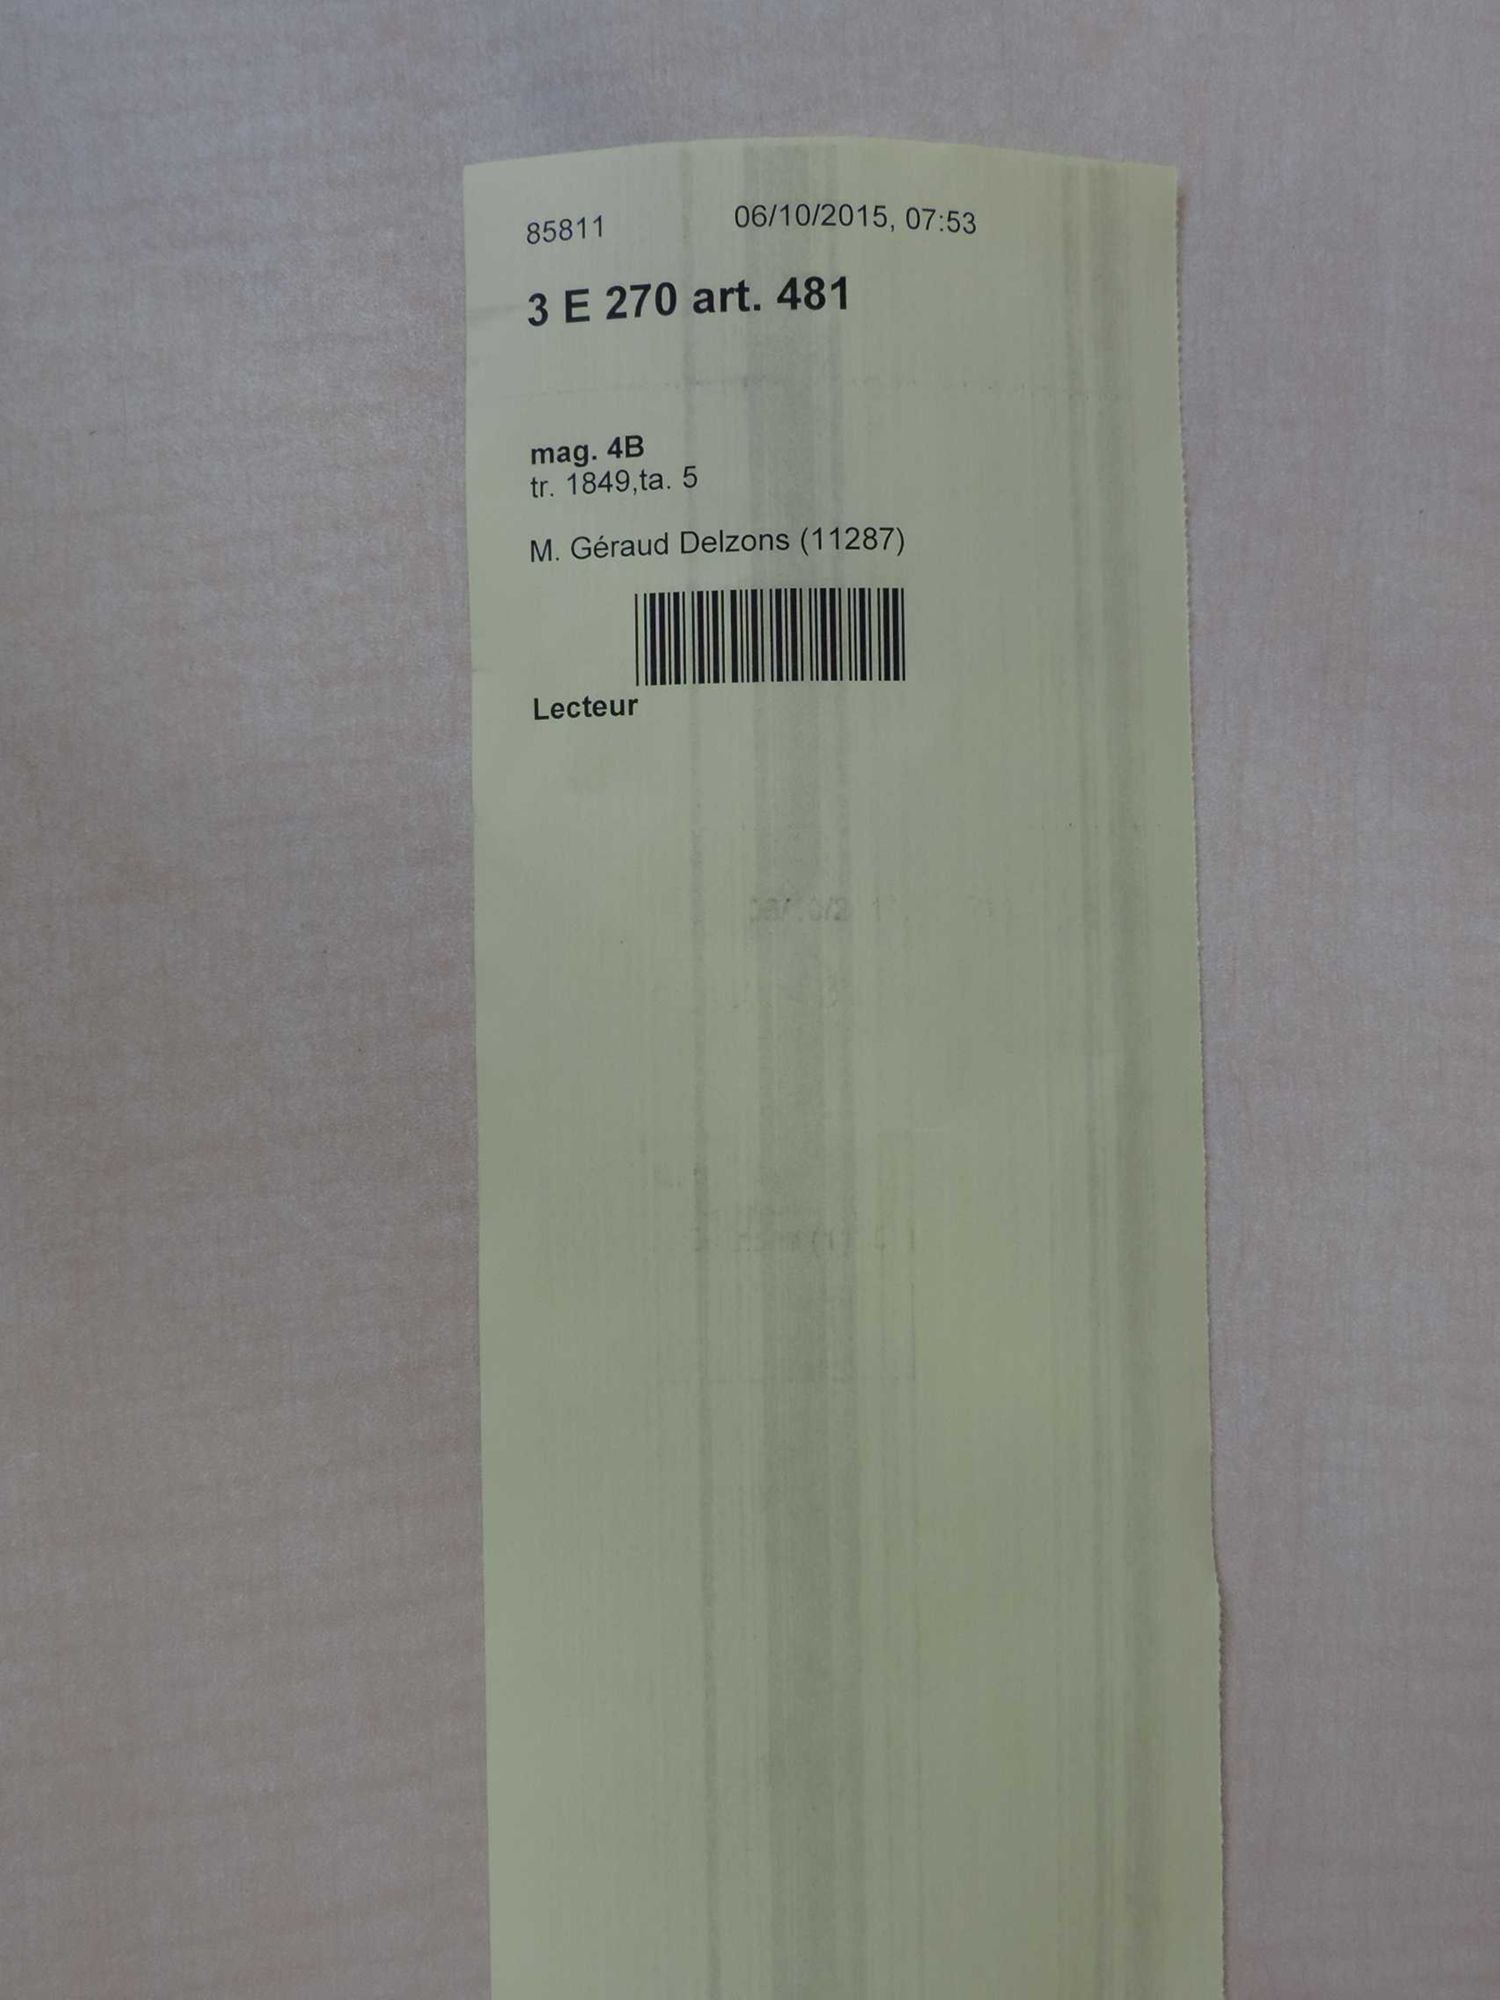 85811 06/10/2015, 07:53
3 E 270 art. 481
mag. 4B
tr. 1849,ta. 5
M. Géraud Delzons (11287)
Lecteur